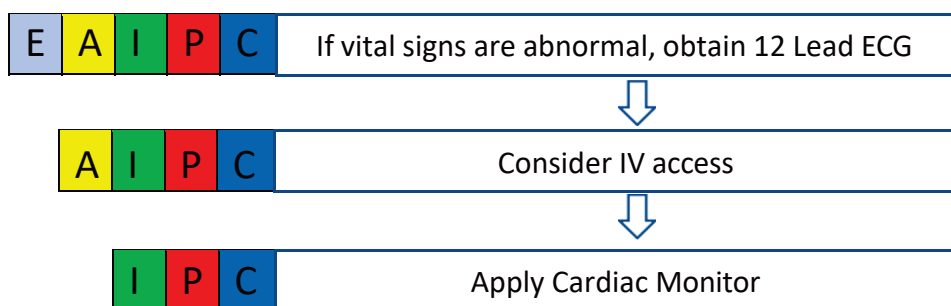 E A I P C If vital signs are abnormal, obtain 12 Lead ECG
A I P C Consider IV access
I P C Apply Cardiac Monitor